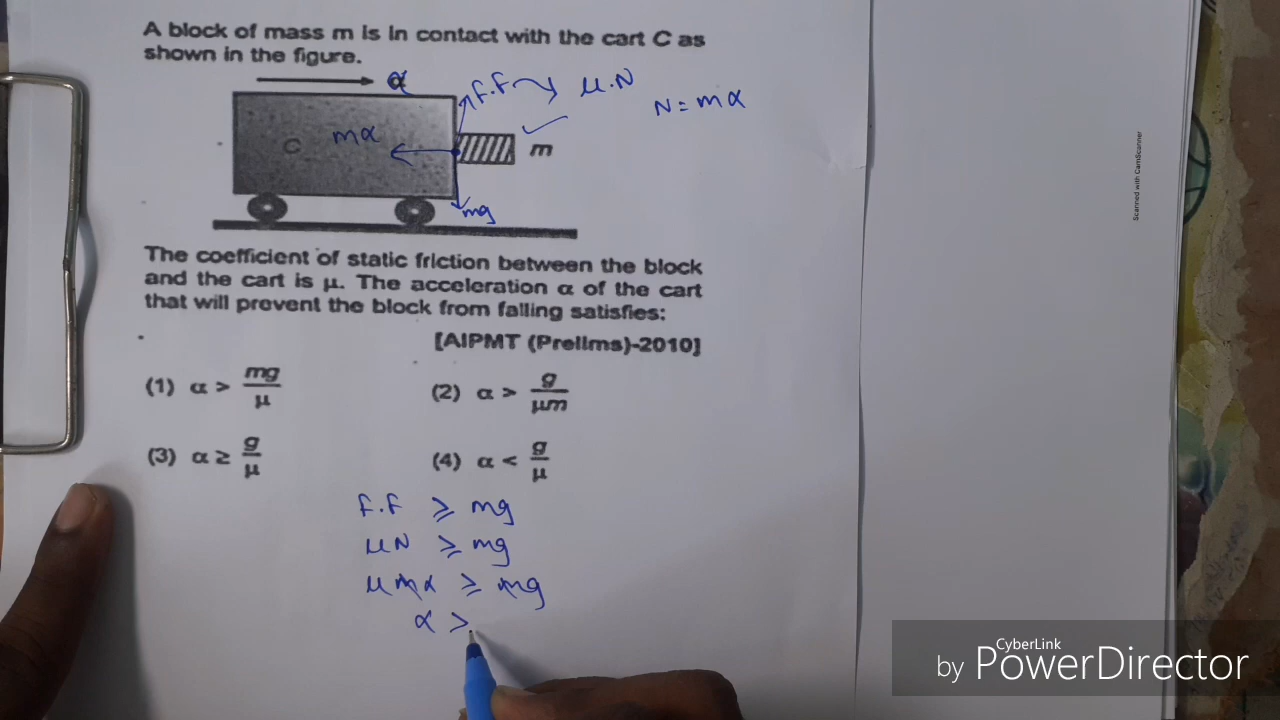 A block of mass m is in contact with the cart C as
shown in the figure.
α
f.f → μ.N
N = mα
mα
C
m
mg
Scanned with CamScanner
The coefficient of static friction between the block
and the cart is μ. The acceleration α of the cart
that will prevent the block from falling satisfies:
[AIPMT (Prelims)-2010]
(1) α > mg/μ
(2) α > g/μm
(3) α ≥ g/μ
(4) α < g/μ
f.f ≥ mg
μN ≥ mg
μmα ≥ mg
α >
CyberLink
by PowerDirector